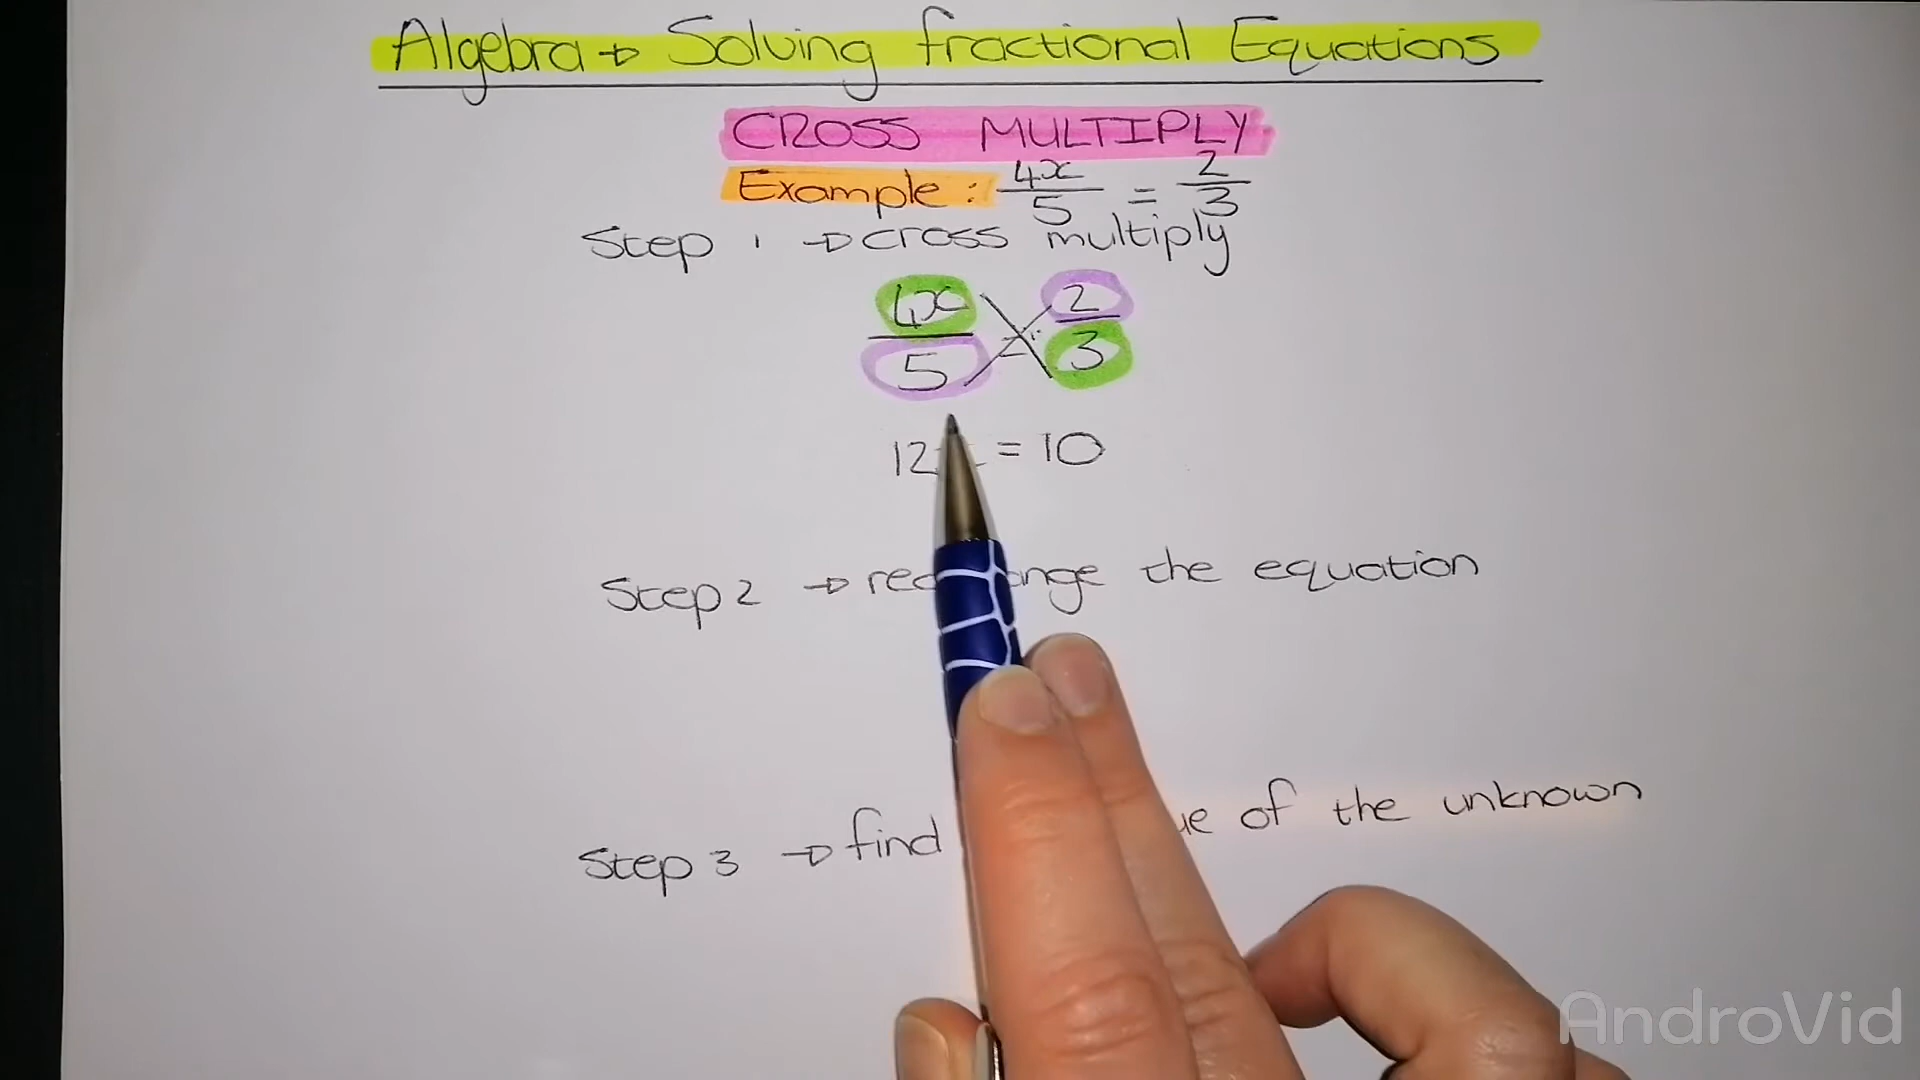 Algebra → Solving fractional Equations
CROSS MULTIPLY
Example: 4x/5 = 2/3
Step 1 → cross multiply
4x/5 = 2/3
12 = 10
Step 2 → the equation
Step 3 → find of the unknown
AndroVid